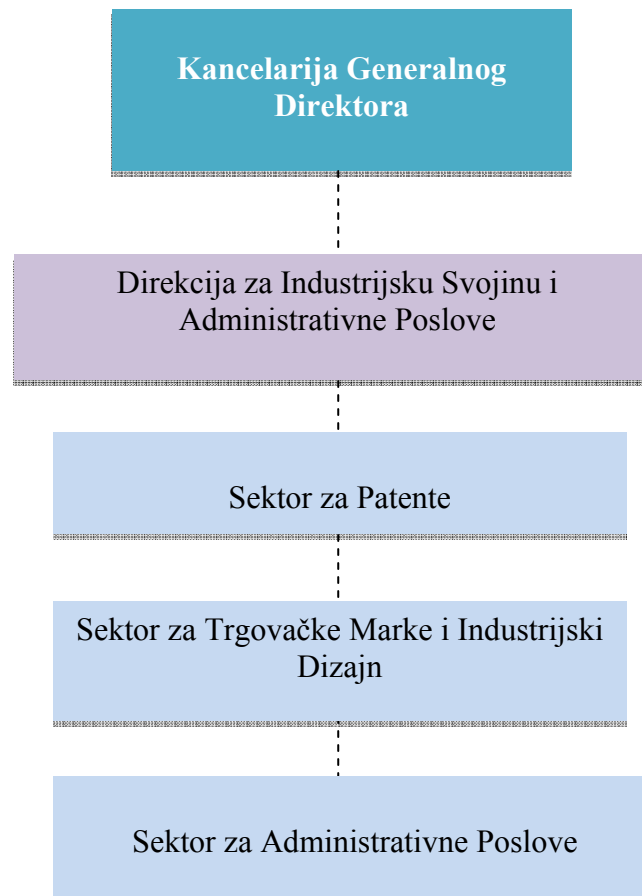 Kancelarija Generalnog
Direktora
Direkcija za Industrijsku Svojinu i
Administrativne Poslove
Sektor za Patente
Sektor za Trgovačke Marke i Industrijski
Dizajn
Sektor za Administrativne Poslove